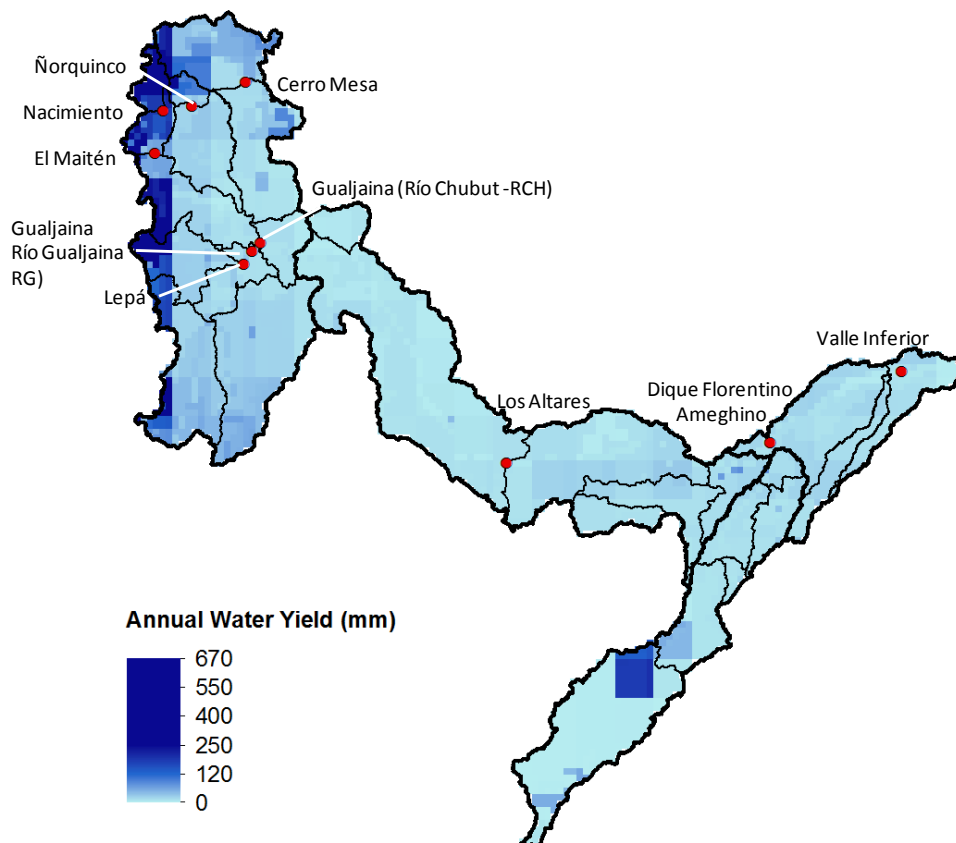 Ñorquinco
Cerro Mesa
Nacimiento
El Maitén
Gualjaina (Río Chubut -RCH)
Gualjaina
Río Gualjaina
RG)
Lepá
Valle Inferior
Dique Florentino
Ameghino
Los Altares
Annual Water Yield (mm)
670
550
400
250
120
0